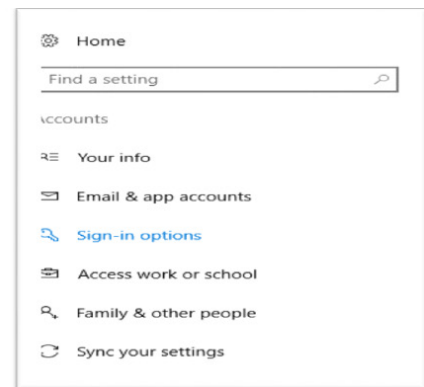 Home
Find a setting
Accounts
Your info
Email & app accounts
Sign-in options
Access work or school
Family & other people
Sync your settings